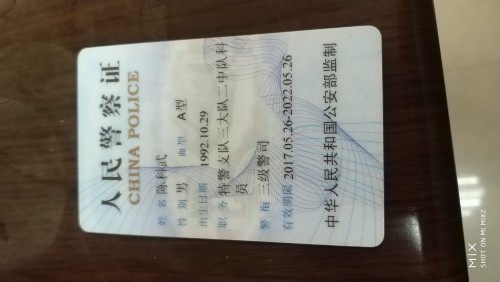 人民警察证
CHINA POLICE
姓 名 陈科武
性 别 男 血型 A型
出生日期 1992.10.29
职 务 特警支队三大队二中队科
员
警 衔 三级警司
有效期限 2017.05.26-2022.05.26
中华人民共和国公安部监制
MIX
SHOT ON MI MIX2